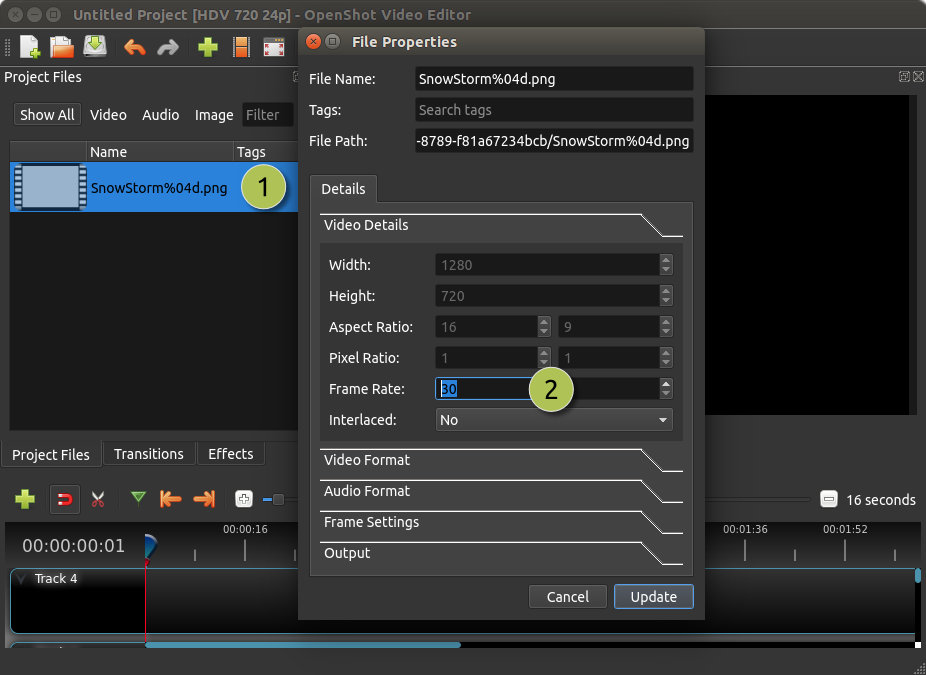 Untitled Project [HDV 720 24p] - OpenShot Video Editor
File Properties
Project Files
File Name: SnowStorm%04d.png
Tags: Search tags
File Path: -8789-f81a67234bcb/SnowStorm%04d.png
Show All Video Audio Image Filter
Name Tags
SnowStorm%04d.png 1
Details
Video Details
Width: 1280
Height: 720
Aspect Ratio: 16 9
Pixel Ratio: 1 1
Frame Rate: 30 2
Interlaced: No
Project Files Transitions Effects
Video Format
Audio Format
Frame Settings
Output
16 seconds
00:00:00:01
00:00:16 00:01:36 00:01:52
Track 4
Cancel Update